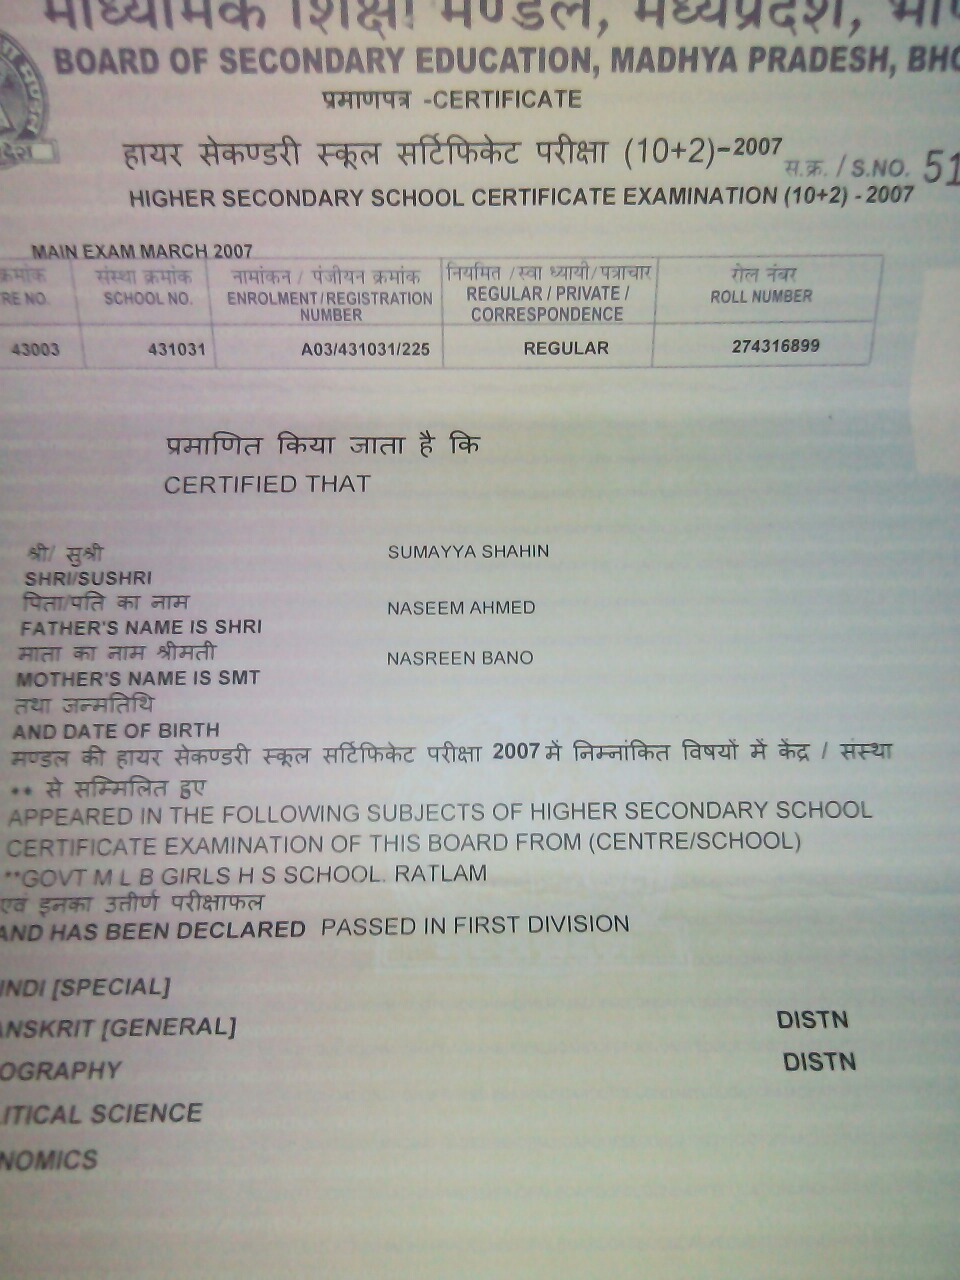 माध्यमिक शिक्षा मण्डल, मध्यप्रदेश,
BOARD OF SECONDARY EDUCATION, MADHYA PRADESH, BHO
प्रमाणपत्र -CERTIFICATE
हायर सेकण्डरी स्कूल सर्टिफिकेट परीक्षा (10+2)-2007
स.क्र. / S.NO. 51
HIGHER SECONDARY SCHOOL CERTIFICATE EXAMINATION (10+2) - 2007
MAIN EXAM MARCH 2007
क्रमांक संस्था क्रमांक नामांकन / पंजीयन क्रमांक नियमित /स्वा ध्यायी/पत्राचार रोल नंबर
RE NO. SCHOOL NO. ENROLMENT/REGISTRATION NUMBER REGULAR / PRIVATE / CORRESPONDENCE ROLL NUMBER
43003 431031 A03/431031/225 REGULAR 274316899
प्रमाणित किया जाता है कि
CERTIFIED THAT
श्री/ सुश्री SUMAYYA SHAHIN
SHRI/SUSHRI
पिता/पति का नाम NASEEM AHMED
FATHER'S NAME IS SHRI
माता का नाम श्रीमती NASREEN BANO
MOTHER'S NAME IS SMT
तथा जन्मतिथि
AND DATE OF BIRTH
मण्डल की हायर सेकण्डरी स्कूल सर्टिफिकेट परीक्षा 2007 में निम्नांकित विषयों में केंद्र / संस्था
** से सम्मिलित हुए
APPEARED IN THE FOLLOWING SUBJECTS OF HIGHER SECONDARY SCHOOL
CERTIFICATE EXAMINATION OF THIS BOARD FROM (CENTRE/SCHOOL)
**GOVT M L B GIRLS H S SCHOOL. RATLAM
एवं इनका उत्तीर्ण परीक्षाफल
AND HAS BEEN DECLARED PASSED IN FIRST DIVISION
INDI [SPECIAL]
ANSKRIT [GENERAL] DISTN
OGRAPHY DISTN
ITICAL SCIENCE
NOMICS